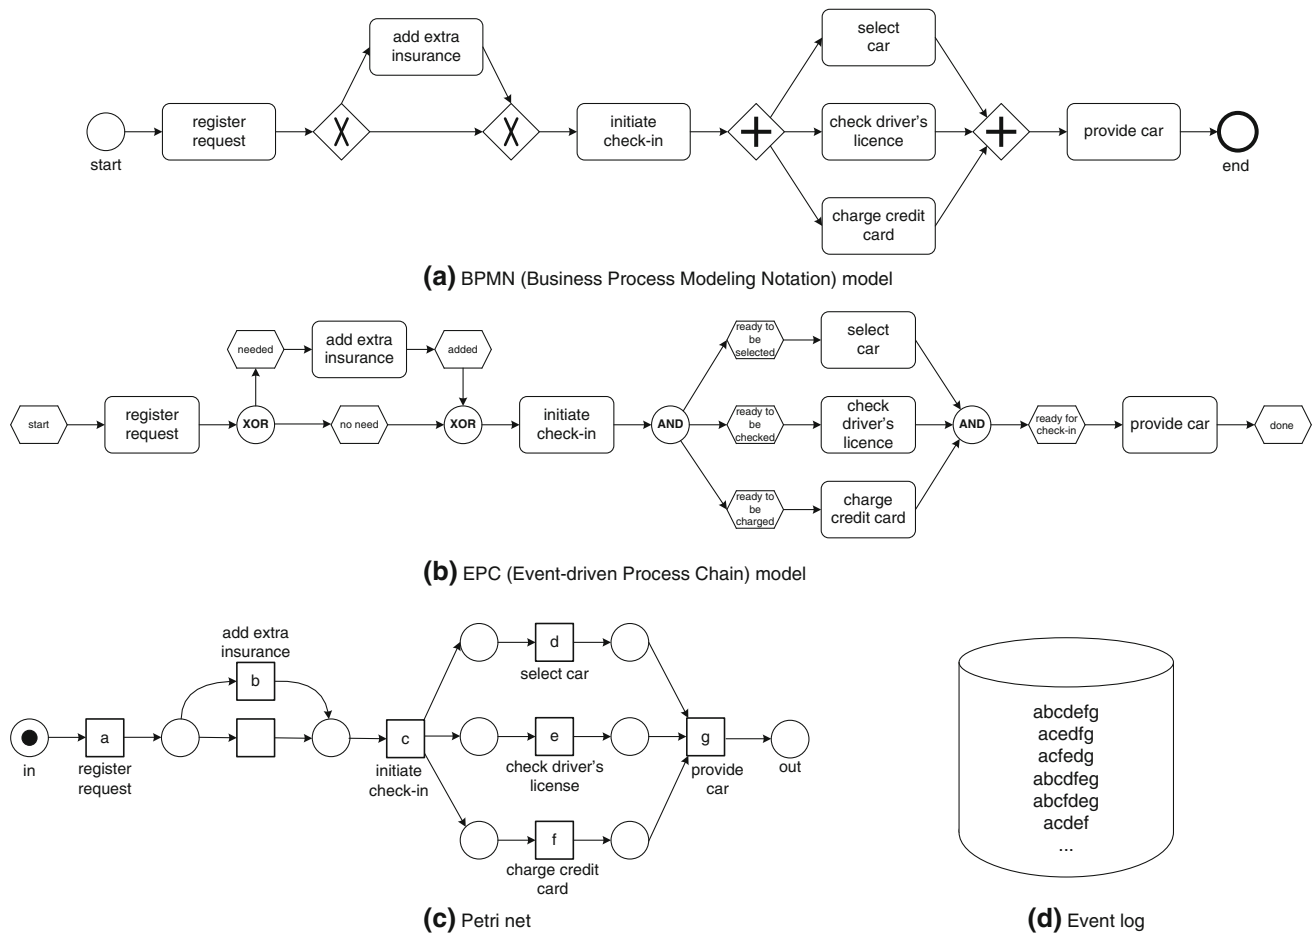 add extra
insurance
select
car
register
request
X
X
initiate
check-in
check driver's
licence
provide car
start
end
charge credit
card
(a) BPMN (Business Process Modeling Notation) model
needed
add extra
insurance
added
ready to
be
selected
select
car
start
register
request
XOR
no need
XOR
initiate
check-in
AND
ready to
be checked
check
driver's
licence
AND
ready for
check-in
provide car
done
ready to
be
charged
charge
credit card
(b) EPC (Event-driven Process Chain) model
add extra
insurance
b
d
select car
in
a
register
request
c
initiate
check-in
e
check driver's
license
g
provide
car
out
f
charge credit
card
(c) Petri net
abcdefg
acedfg
acfedg
abcdfeg
abcfdeg
acdef
...
(d) Event log